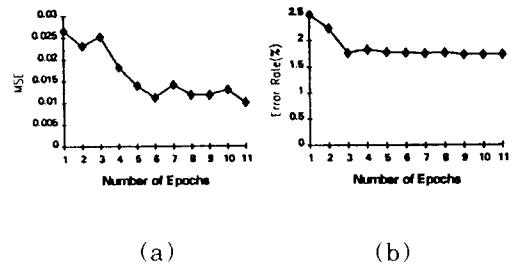 0.03
0.025
0.02
0.015
0.01
0.005
0
MSE
1 2 3 4 5 6 7 8 9 10 11
Number of Epochs
(a)
2.5
2
1.5
1
0.5
0
Error Rate(%)
1 2 3 4 5 6 7 8 9 10 11
Number of Epochs
(b)